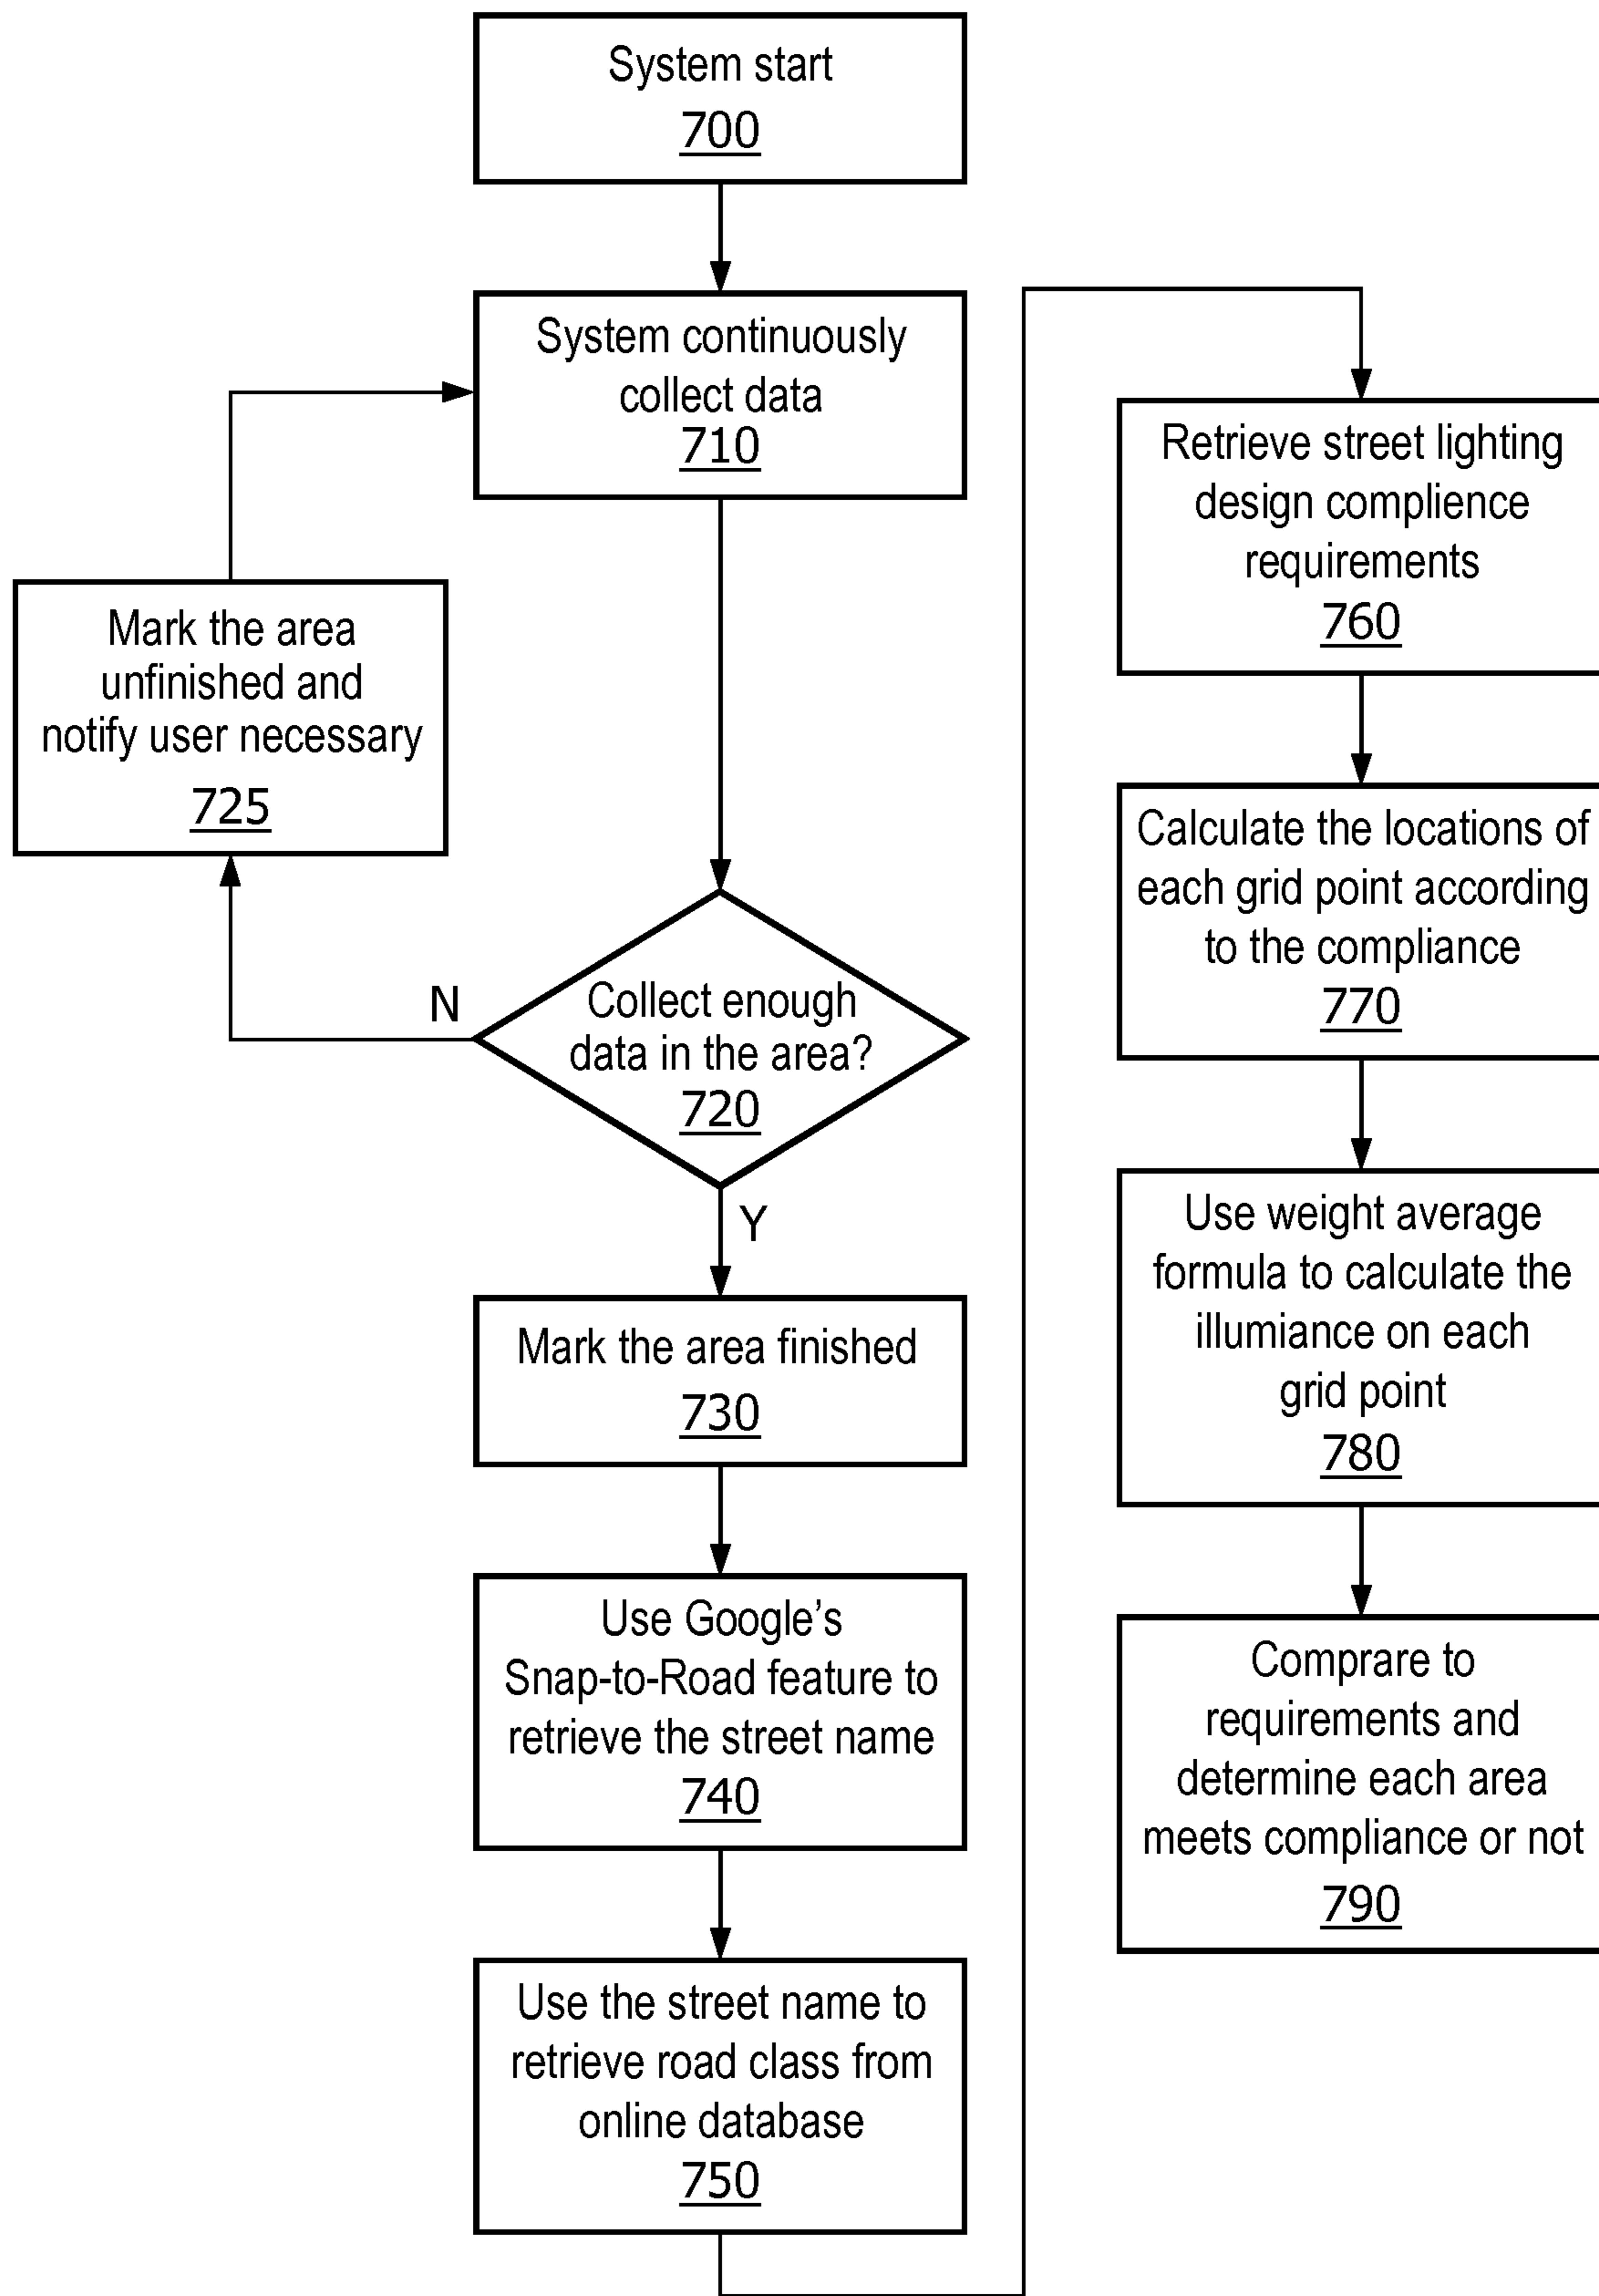 System start
700
System continuously
collect data
710
Mark the area
unfinished and
notify user necessary
725
N
Collect enough
data in the area?
720
Y
Mark the area finished
730
Use Google’s
Snap-to-Road feature to
retrieve the street name
740
Use the street name to
retrieve road class from
online database
750
Retrieve street lighting
design complience
requirements
760
Calculate the locations of
each grid point according
to the compliance
770
Use weight average
formula to calculate the
illumiance on each
grid point
780
Comprare to
requirements and
determine each area
meets compliance or not
790